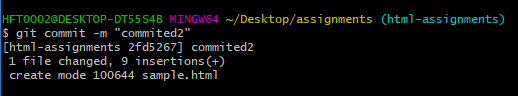 HFT0002@DESKTOP-DT55S4B MINGW64 ~/Desktop/assignments (html-assignments)
$ git commit -m "commited2"
[html-assignments 2fd5267] commited2
 1 file changed, 9 insertions(+)
 create mode 100644 sample.html